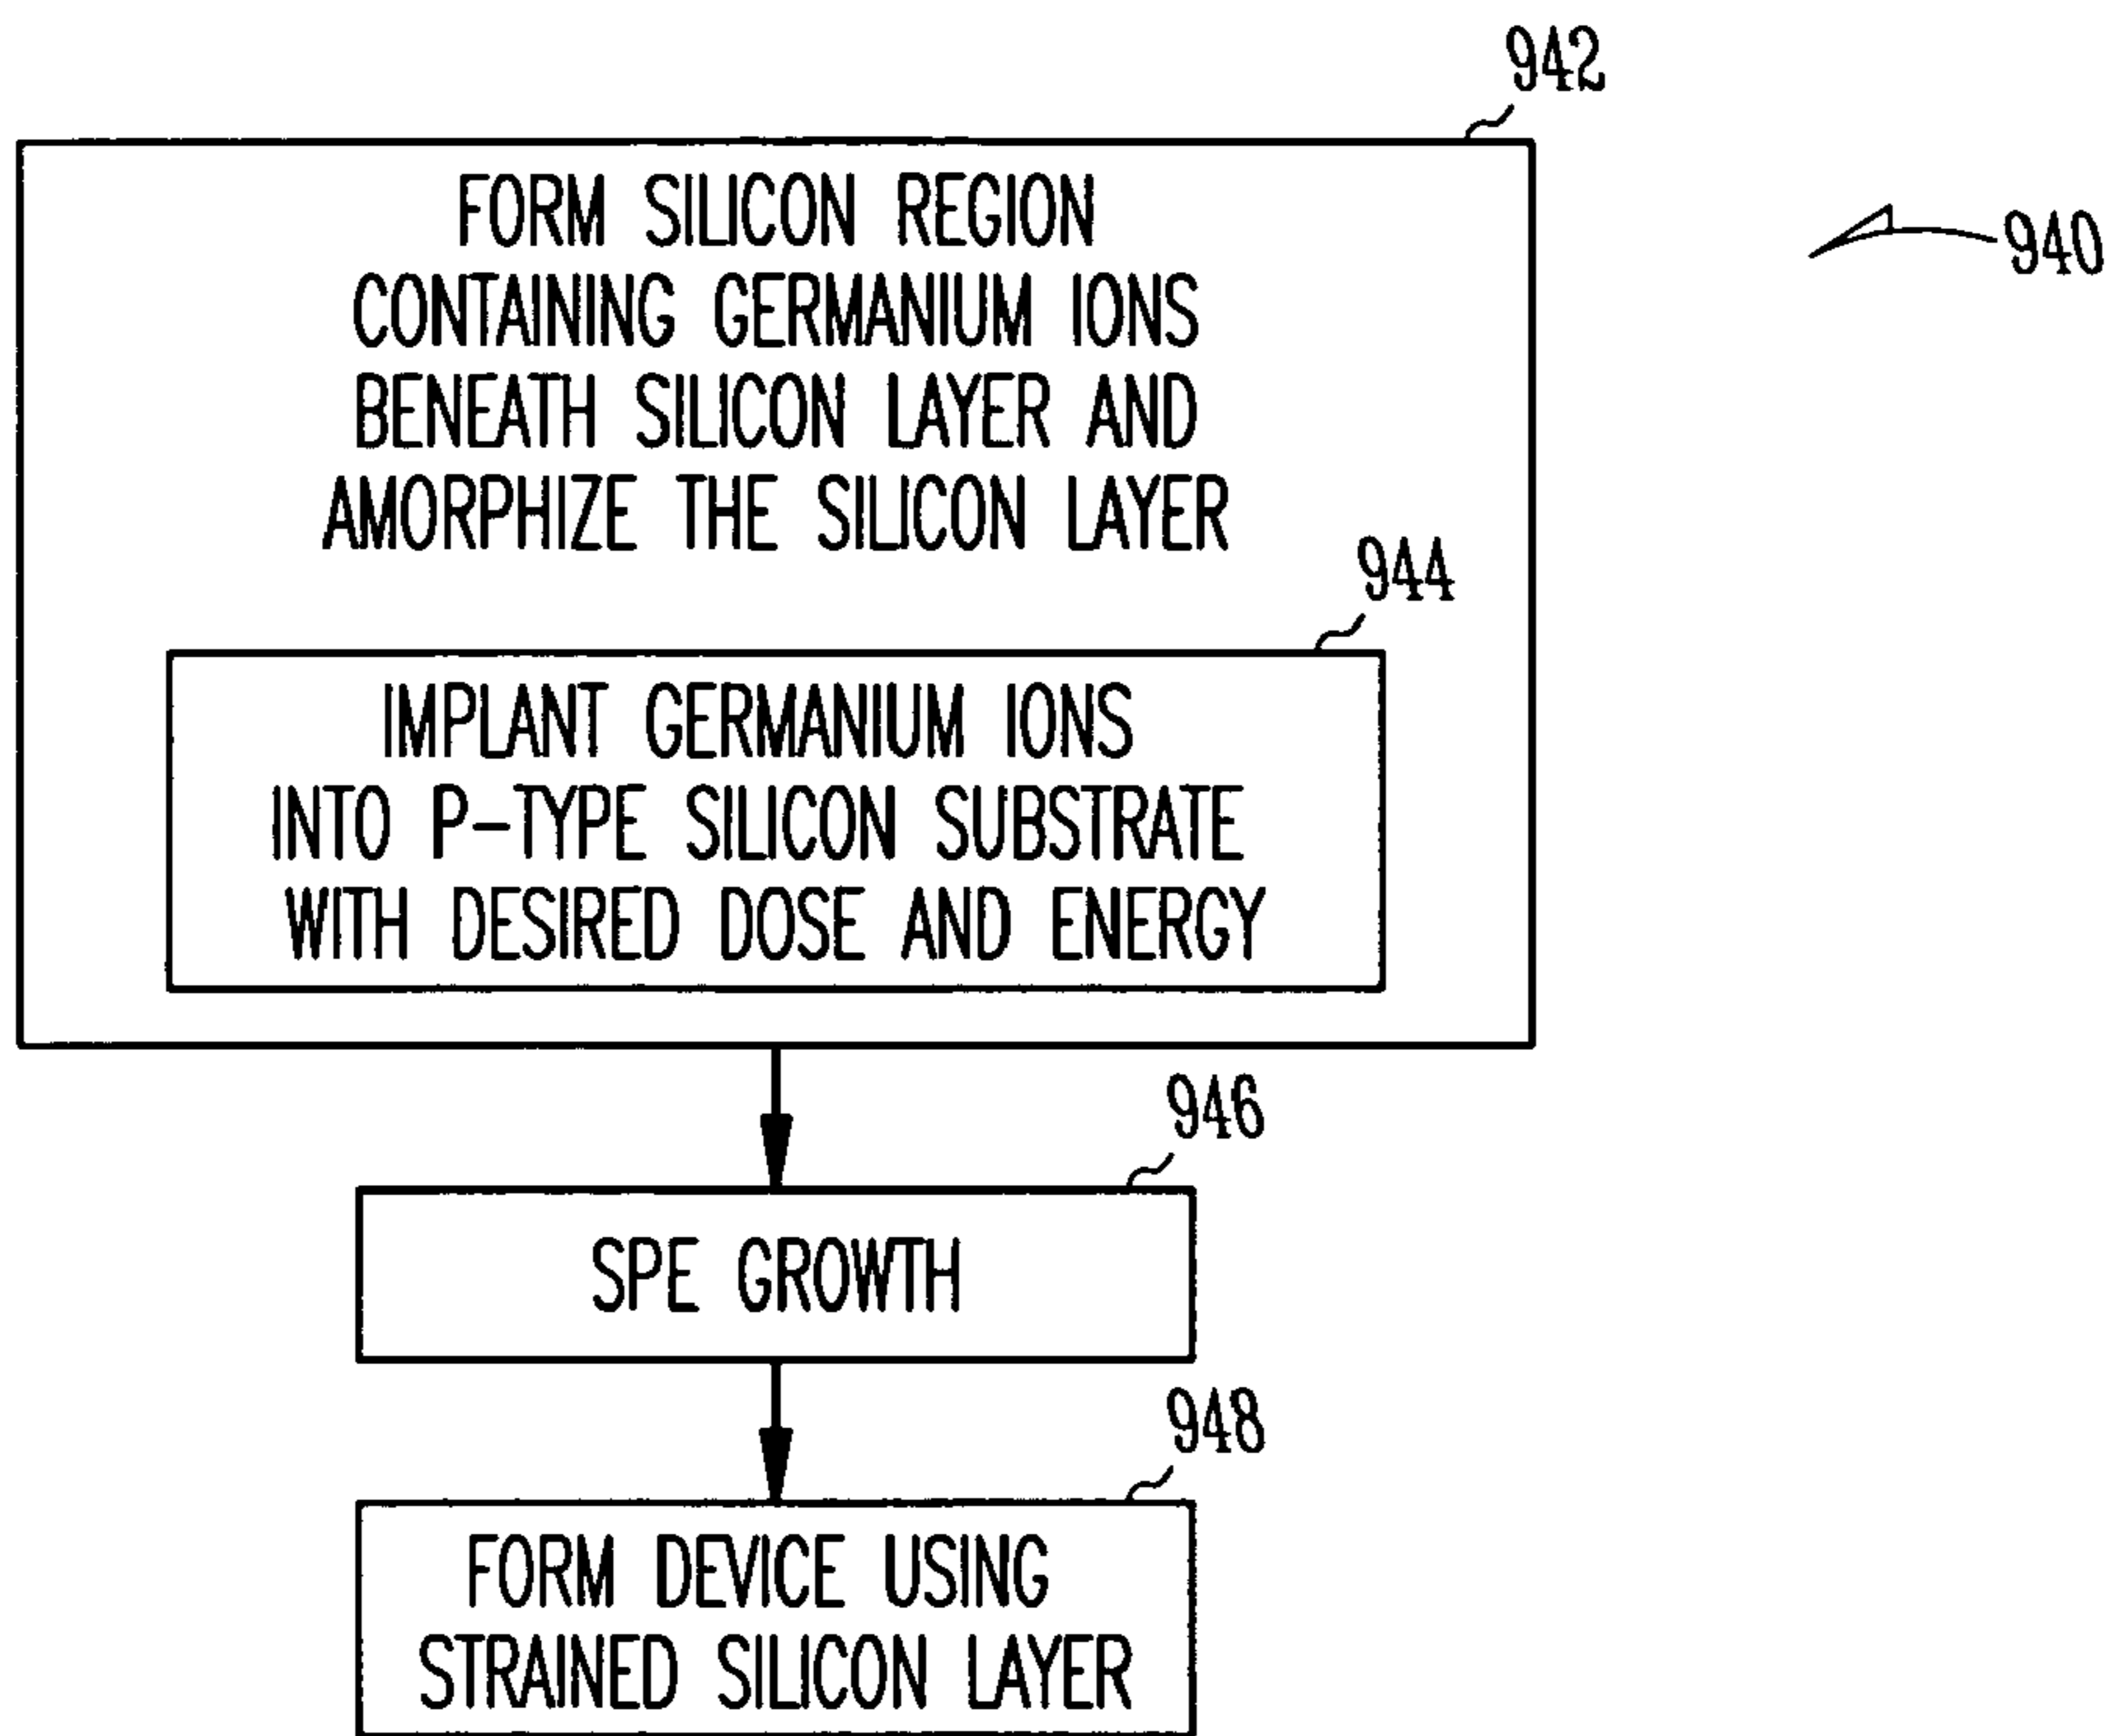 942
940
FORM SILICON REGION
CONTAINING GERMANIUM IONS
BENEATH SILICON LAYER AND
AMORPHIZE THE SILICON LAYER
944
IMPLANT GERMANIUM IONS
INTO P-TYPE SILICON SUBSTRATE
WITH DESIRED DOSE AND ENERGY
946
SPE GROWTH
948
FORM DEVICE USING
STRAINED SILICON LAYER